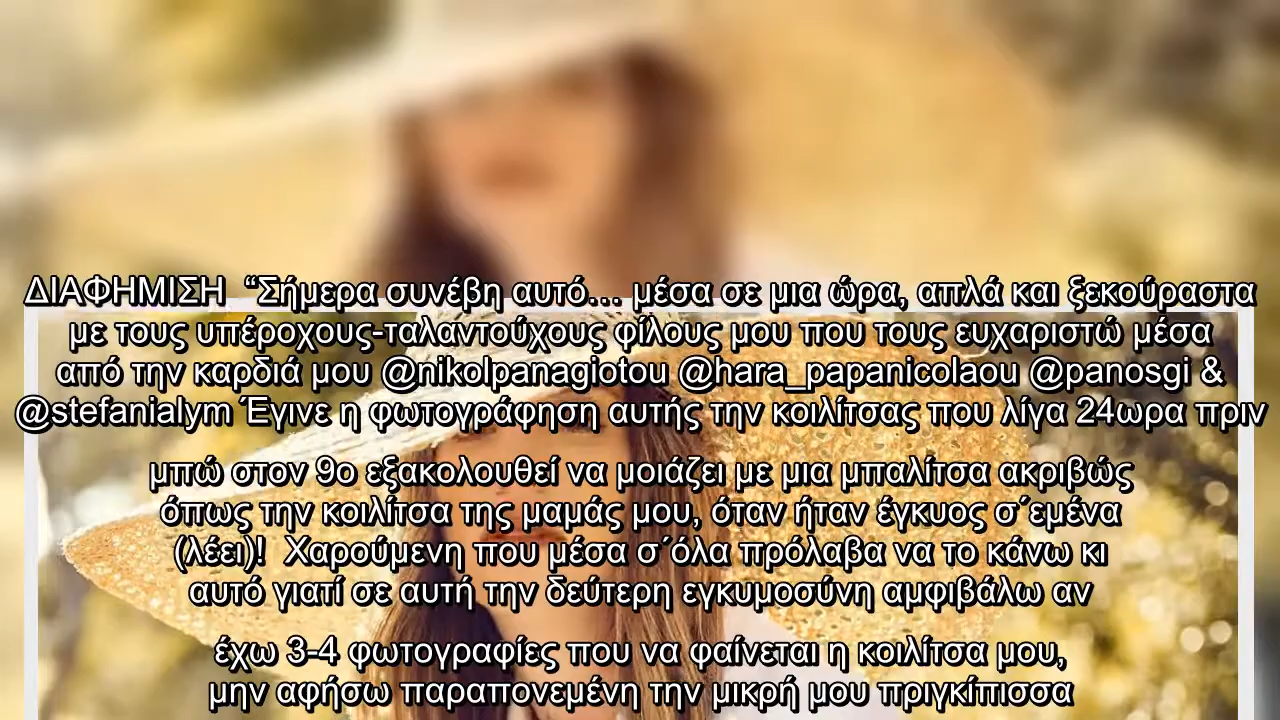 ΔΙΑΦΗΜΙΣΗ  “Σήμερα συνέβη αυτό… μέσα σε μια ώρα, απλά και ξεκούραστα
με τους υπέροχους-ταλαντούχους φίλους μου που τους ευχαριστώ μέσα
από την καρδιά μου @nikolpanagiotou @hara_papanicolaou @panosgi &
@stefanialym Έγινε η φωτογράφηση αυτής την κοιλίτσας που λίγα 24ωρα πριν
μπώ στον 9ο εξακολουθεί να μοιάζει με μια μπαλίτσα ακριβώς
όπως την κοιλίτσα της μαμάς μου, όταν ήταν έγκυος σ΄εμένα
(λέει)!  Χαρούμενη που μέσα σ΄όλα πρόλαβα να το κάνω κι
αυτό γιατί σε αυτή την δεύτερη εγκυμοσύνη αμφιβάλω αν
έχω 3-4 φωτογραφίες που να φαίνεται η κοιλίτσα μου,
μην αφήσω παραπονεμένη την μικρή μου πριγκίπισσα